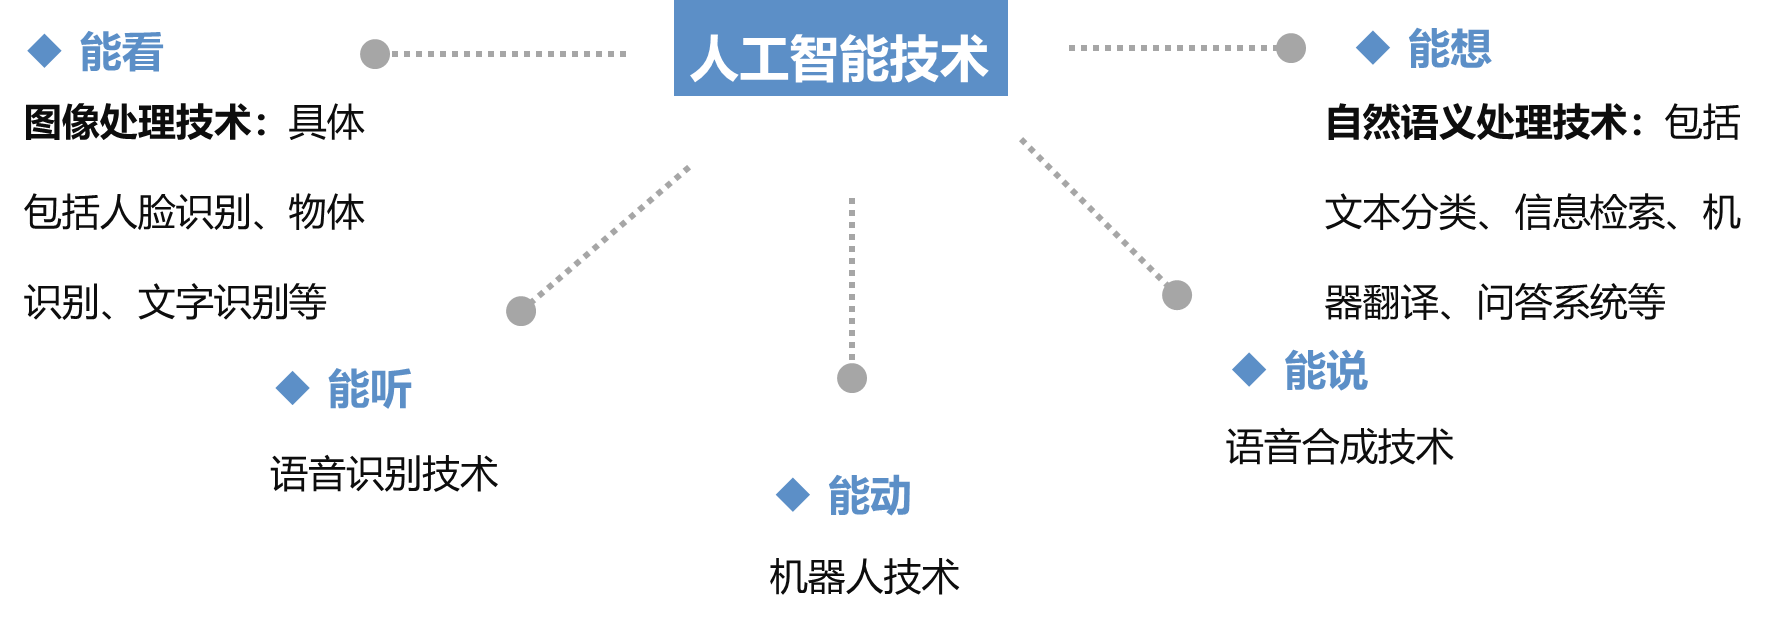 人工智能技术
◆ 能看
图像处理技术：具体
包括人脸识别、物体
识别、文字识别等
◆ 能听
语音识别技术
◆ 能动
机器人技术
◆ 能说
语音合成技术
◆ 能想
自然语义处理技术：包括
文本分类、信息检索、机
器翻译、问答系统等